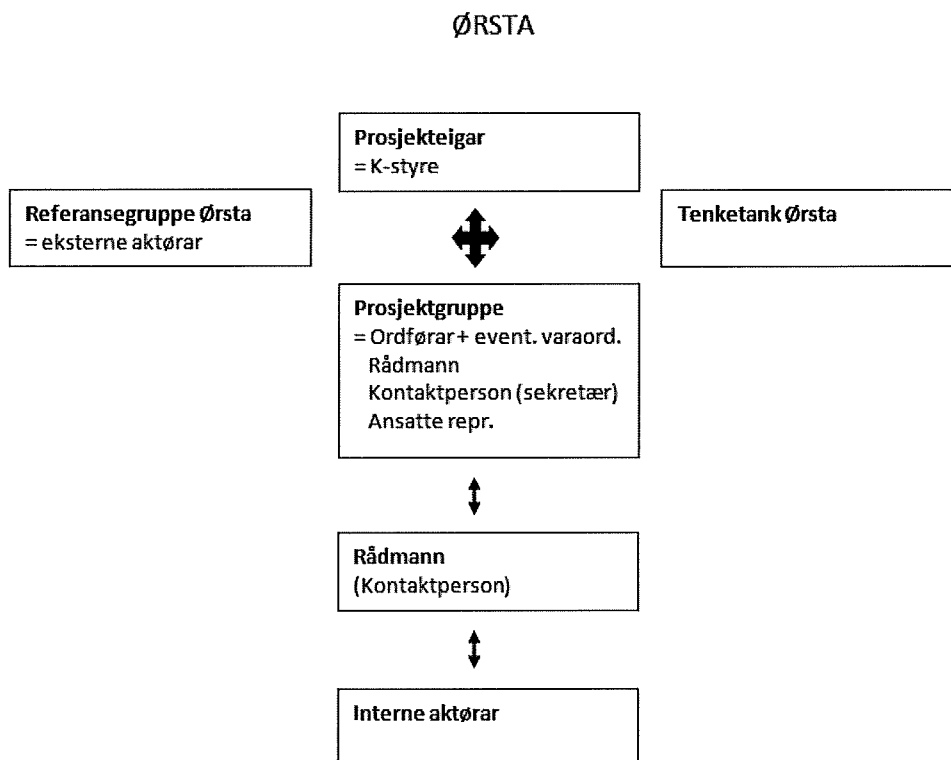 ØRSTA
Prosjekteigar
= K-styre
Referansegruppe Ørsta
= eksterne aktørar
Tenketank Ørsta
Prosjektgruppe
= Ordførar + event. varaord.
Rådmann
Kontaktperson (sekretær)
Ansatte repr.
Rådmann
(Kontaktperson)
Interne aktørar